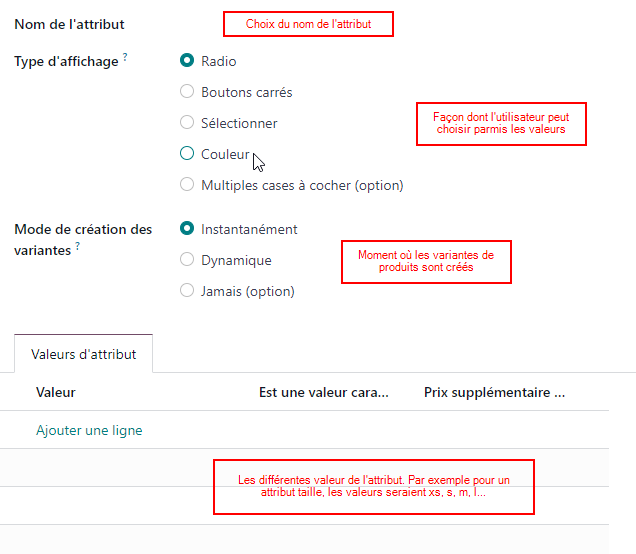 Nom de l'attribut
Choix du nom de l'attribut
Type d'affichage ?
Radio
Boutons carrés
Sélectionner
Couleur
Multiples cases à cocher (option)
Façon dont l'utilisateur peut
choisir parmis les valeurs
Mode de création des
variantes ?
Instantanément
Dynamique
Jamais (option)
Moment où les variantes de
produits sont créés
Valeurs d'attribut
Valeur Est une valeur cara... Prix supplémentaire ...
Ajouter une ligne
Les différentes valeur de l'attribut. Par exemple pour un
attribut taille, les valeurs seraient xs, s, m, l...